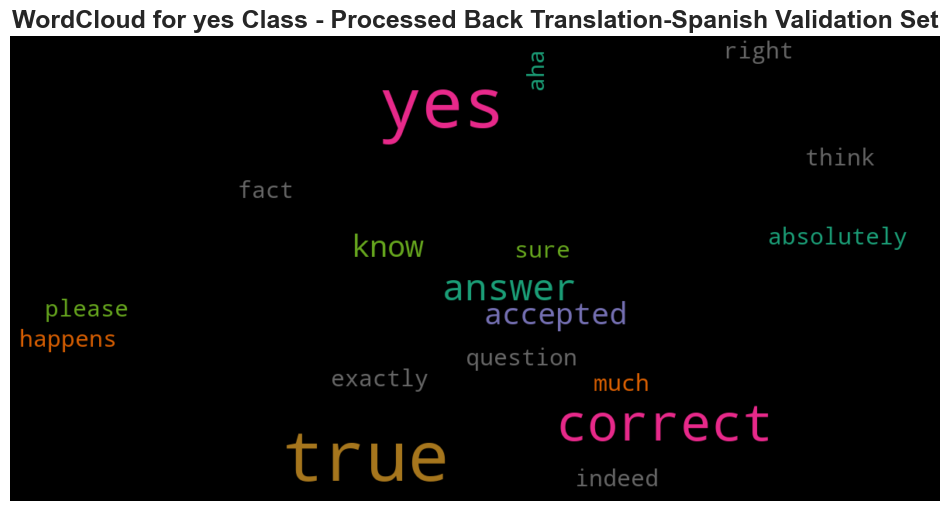 WordCloud for yes Class - Processed Back Translation-Spanish Validation Set
right
aha
yes
think
fact
absolutely
know
sure
answer
please
accepted
happens
question
exactly
much
correct
true
indeed